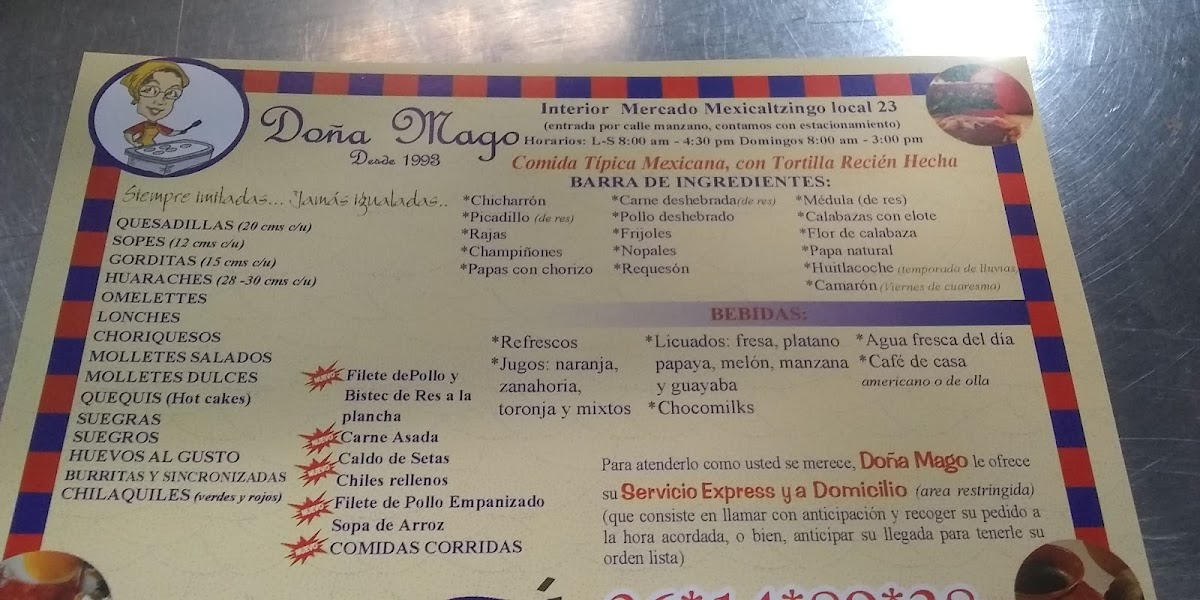 Doña Mago
Desde 1993
Interior Mercado Mexicaltzingo local 23
(entrada por calle manzano, contamos con estacionamiento)
Horarios: L-S 8:00 am - 4:30 pm Domingos 8:00 am - 3:00 pm
Comida Típica Mexicana, con Tortilla Recién Hecha
Siempre imitadas... Jamás igualadas..
QUESADILLAS (20 cms c/u)
SOPES (12 cms c/u)
GORDITAS (15 cms c/u)
HUARACHES (28 -30 cms c/u)
OMELETTES
LONCHES
CHORIQUESOS
MOLLETES SALADOS
MOLLETES DULCES
QUEQUIS (Hot cakes)
SUEGRAS
SUEGROS
HUEVOS AL GUSTO
BURRITAS Y SINCRONIZADAS
CHILAQUILES (verdes y rojos)
NUEVO Filete dePollo y
Bistec de Res a la
plancha
NUEVO Carne Asada
Caldo de Setas
NUEVO Chiles rellenos
NUEVO Filete de Pollo Empanizado
Sopa de Arroz
NUEVO COMIDAS CORRIDAS
BARRA DE INGREDIENTES:
*Chicharrón
*Picadillo (de res)
*Rajas
*Champiñones
*Papas con chorizo
*Carne deshebrada(de res)
*Pollo deshebrado
*Frijoles
*Nopales
*Requesón
*Médula (de res)
*Calabazas con elote
*Flor de calabaza
*Papa natural
*Huitlacoche (temporada de lluvias)
*Camarón (Viernes de cuaresma)
BEBIDAS:
*Refrescos
*Jugos: naranja,
zanahoria,
toronja y mixtos
*Licuados: fresa, platano
papaya, melón, manzana
y guayaba
*Chocomilks
*Agua fresca del día
*Café de casa
americano o de olla
Para atenderlo como usted se merece, Doña Mago le ofrece
su Servicio Express y a Domicilio (area restringida)
(que consiste en llamar con anticipación y recoger su pedido a
la hora acordada, o bien, anticipar su llegada para tenerle su
orden lista)